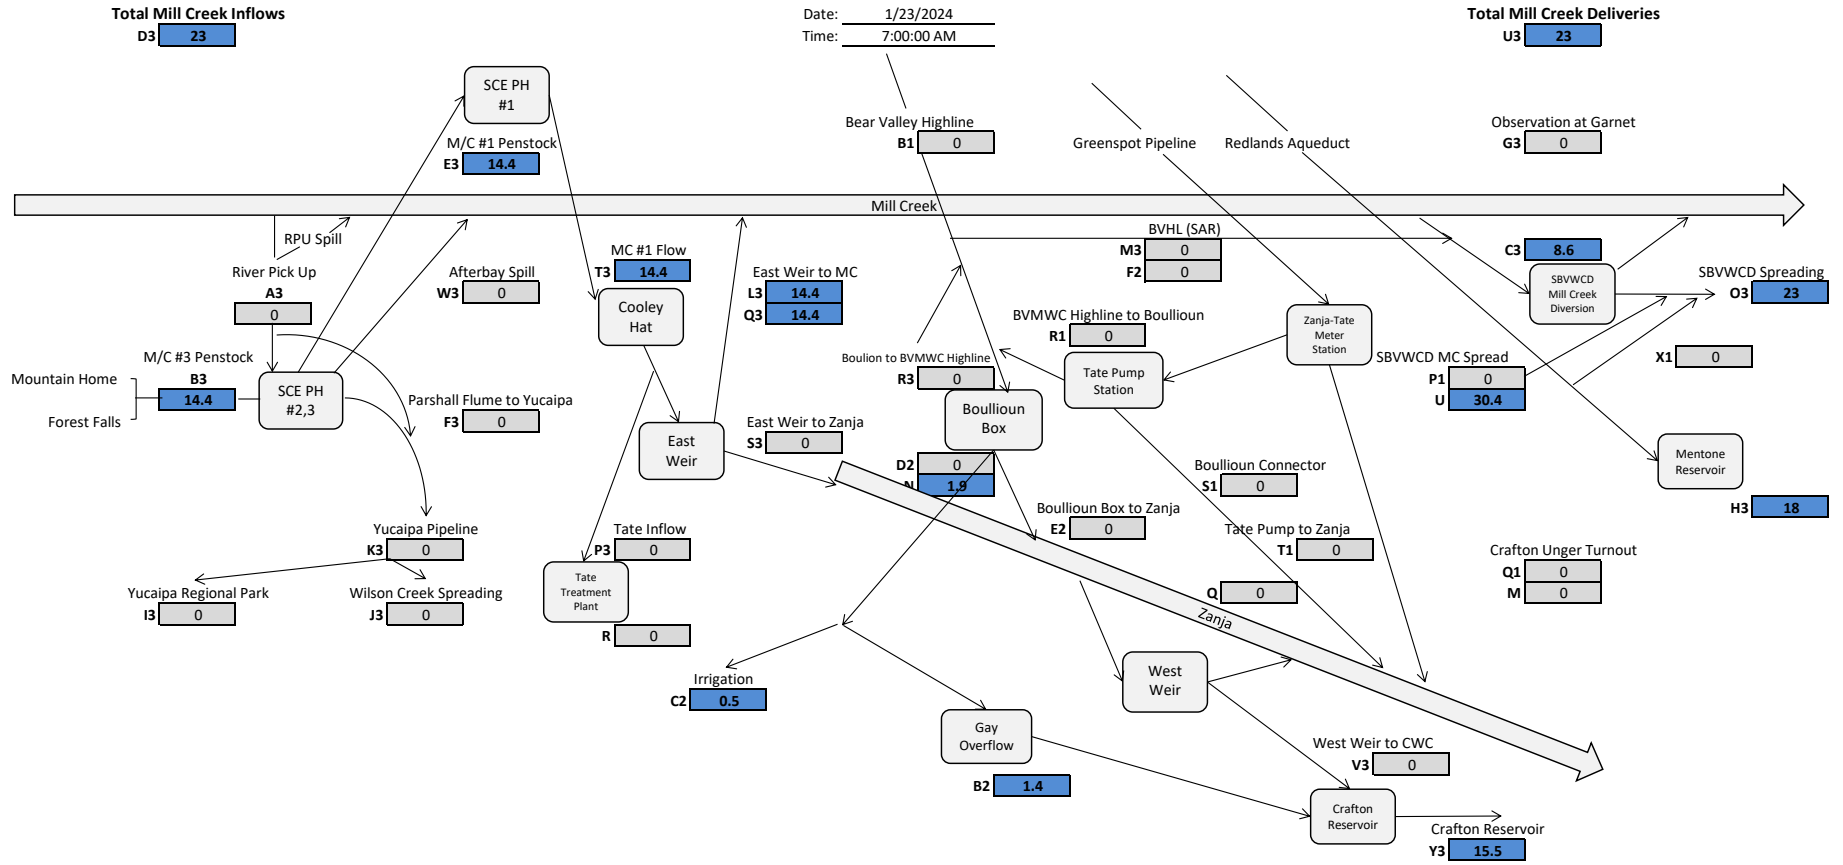 Total Mill Creek Inflows
D3 23
Date: 1/23/2024
Time: 7:00:00 AM
Total Mill Creek Deliveries
U3 23
SCE PH
#1
M/C #1 Penstock
E3 14.4
Bear Valley Highline
B1 0
Greenspot Pipeline
Redlands Aqueduct
Observation at Garnet
G3 0
Mill Creek
RPU Spill
River Pick Up
A3
0
Afterbay Spill
W3 0
MC #1 Flow
T3 14.4
Cooley
Hat
East Weir to MC
L3 14.4
Q3 14.4
BVHL (SAR)
M3 0
F2 0
C3 8.6
SBVWCD
Mill Creek
Diversion
SBVWCD Spreading
O3 23
BVMWC Highline to Boullioun
R1 0
Zanja-Tate
Meter
Station
Boulion to BVMWC Highline
R3 0
Tate Pump
Station
SBVWCD MC Spread
P1 0
U 30.4
X1 0
M/C #3 Penstock
B3
14.4
Mountain Home
Forest Falls
SCE PH
#2,3
Parshall Flume to Yucaipa
F3 0
East
Weir
East Weir to Zanja
S3 0
Boullioun
Box
D2 0
N 1.9
Boullioun Connector
S1 0
Mentone
Reservoir
H3 18
Boullioun Box to Zanja
E2 0
Tate Pump to Zanja
T1 0
Yucaipa Pipeline
K3 0
Tate Inflow
P3 0
Crafton Unger Turnout
Q1 0
M 0
Yucaipa Regional Park
I3 0
Wilson Creek Spreading
J3 0
Tate
Treatment
Plant
R 0
Q 0
Zanja
Irrigation
C2 0.5
West
Weir
Gay
Overflow
B2 1.4
West Weir to CWC
V3 0
Crafton
Reservoir
Crafton Reservoir
Y3 15.5